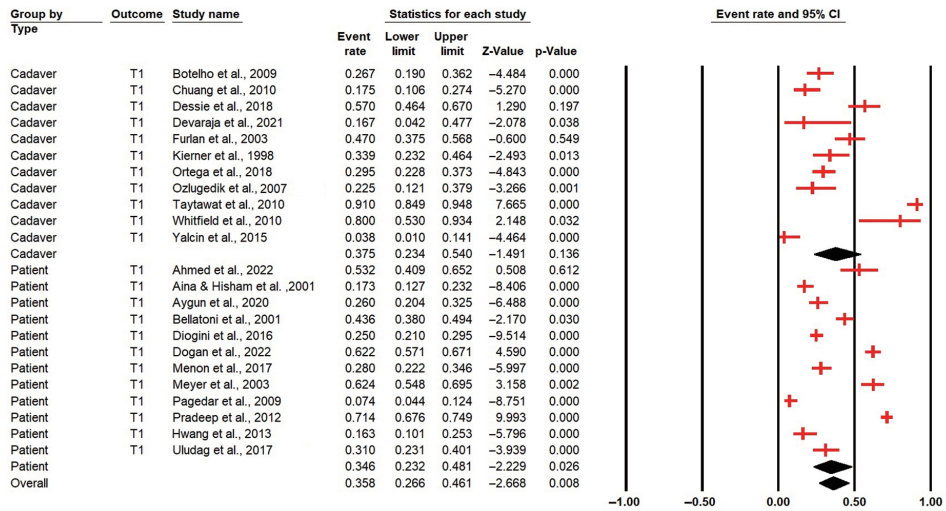 Group by Outcome Study name Statistics for each study Event rate and 95% CI
Type
Event rate Lower limit Upper limit Z-Value p-Value
Cadaver T1 Botelho et al., 2009 0.267 0.190 0.362 –4.484 0.000
Cadaver T1 Chuang et al., 2010 0.175 0.106 0.274 –5.270 0.000
Cadaver T1 Dessie et al., 2018 0.570 0.464 0.670 1.290 0.197
Cadaver T1 Devaraja et al., 2021 0.167 0.042 0.477 –2.078 0.038
Cadaver T1 Furlan et al., 2003 0.470 0.375 0.568 –0.600 0.549
Cadaver T1 Kierner et al., 1998 0.339 0.232 0.464 –2.493 0.013
Cadaver T1 Ortega et al., 2018 0.295 0.228 0.373 –4.843 0.000
Cadaver T1 Ozlugedik et al., 2007 0.225 0.121 0.379 –3.266 0.001
Cadaver T1 Taytawat et al., 2010 0.910 0.849 0.948 7.665 0.000
Cadaver T1 Whitfield et al., 2010 0.800 0.530 0.934 2.148 0.032
Cadaver T1 Yalcin et al., 2015 0.038 0.010 0.141 –4.464 0.000
Cadaver 0.375 0.234 0.540 –1.491 0.136
Patient T1 Ahmed et al., 2022 0.532 0.409 0.652 0.508 0.612
Patient T1 Aina & Hisham et al. ,2001 0.173 0.127 0.232 –8.406 0.000
Patient T1 Aygun et al., 2020 0.260 0.204 0.325 –6.488 0.000
Patient T1 Bellatoni et al., 2001 0.436 0.380 0.494 –2.170 0.030
Patient T1 Diogini et al., 2016 0.250 0.210 0.295 –9.514 0.000
Patient T1 Dogan et al., 2022 0.622 0.571 0.671 4.590 0.000
Patient T1 Menon et al., 2017 0.280 0.222 0.346 –5.997 0.000
Patient T1 Meyer et al., 2003 0.624 0.548 0.695 3.158 0.002
Patient T1 Pagedar et al., 2009 0.074 0.044 0.124 –8.751 0.000
Patient T1 Pradeep et al., 2012 0.714 0.676 0.749 9.993 0.000
Patient T1 Hwang et al., 2013 0.163 0.101 0.253 –5.796 0.000
Patient T1 Uludag et al., 2017 0.310 0.231 0.401 –3.939 0.000
Patient 0.346 0.232 0.481 –2.229 0.026
Overall 0.358 0.266 0.461 –2.668 0.008
–1.00 –0.50 0.00 0.50 1.00